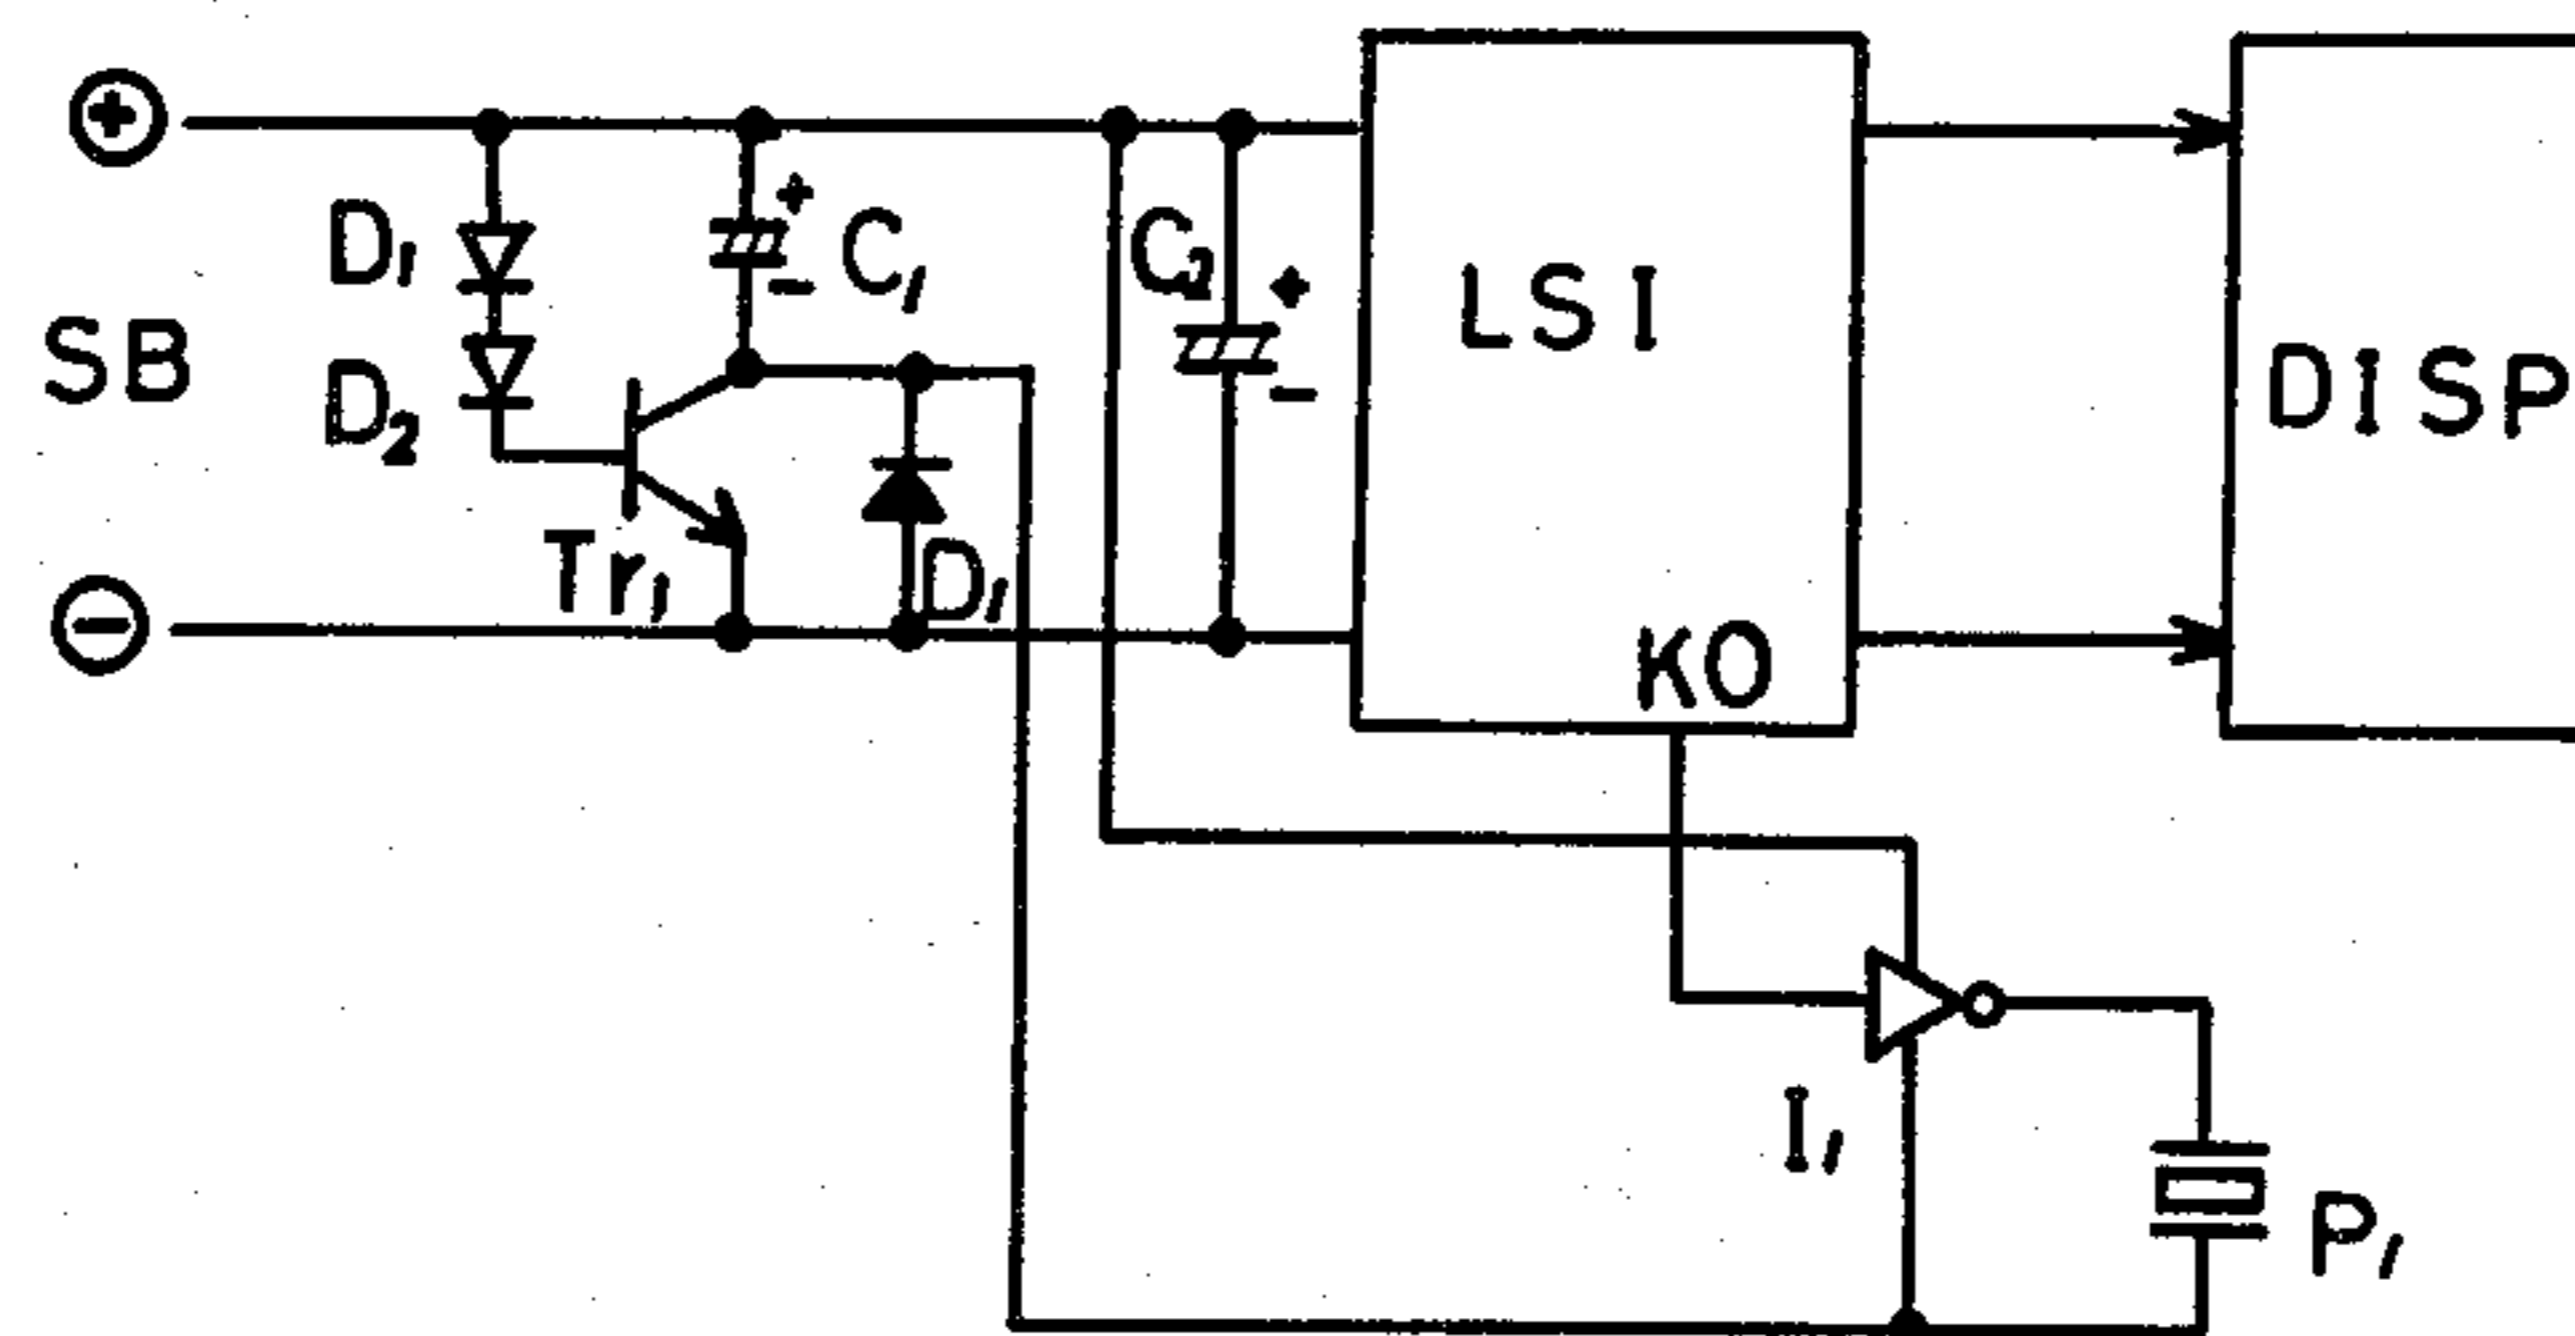 ⊕
D₁
+
C₁
-
C₂
+
-
LSI
SB
D₂
DISP
Tr₁
D₁
⊖
KO
I₁
P₁